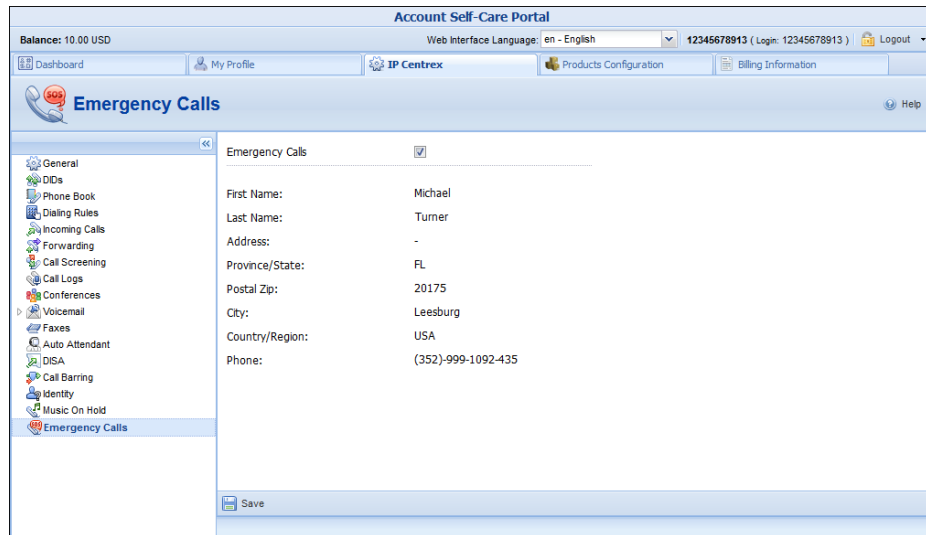 Account Self-Care Portal
Balance: 10.00 USD Web Interface Language: en - English 12345678913 ( Login: 12345678913 ) Logout
Dashboard My Profile IP Centrex Products Configuration Billing Information
SOS Emergency Calls Help
General
DIDs
Phone Book
Dialing Rules
Incoming Calls
Forwarding
Call Screening
Call Logs
Conferences
Voicemail
Faxes
Auto Attendant
DISA
Call Barring
Identity
Music On Hold
Emergency Calls
Emergency Calls
First Name: Michael
Last Name: Turner
Address: -
Province/State: FL
Postal Zip: 20175
City: Leesburg
Country/Region: USA
Phone: (352)-999-1092-435
Save